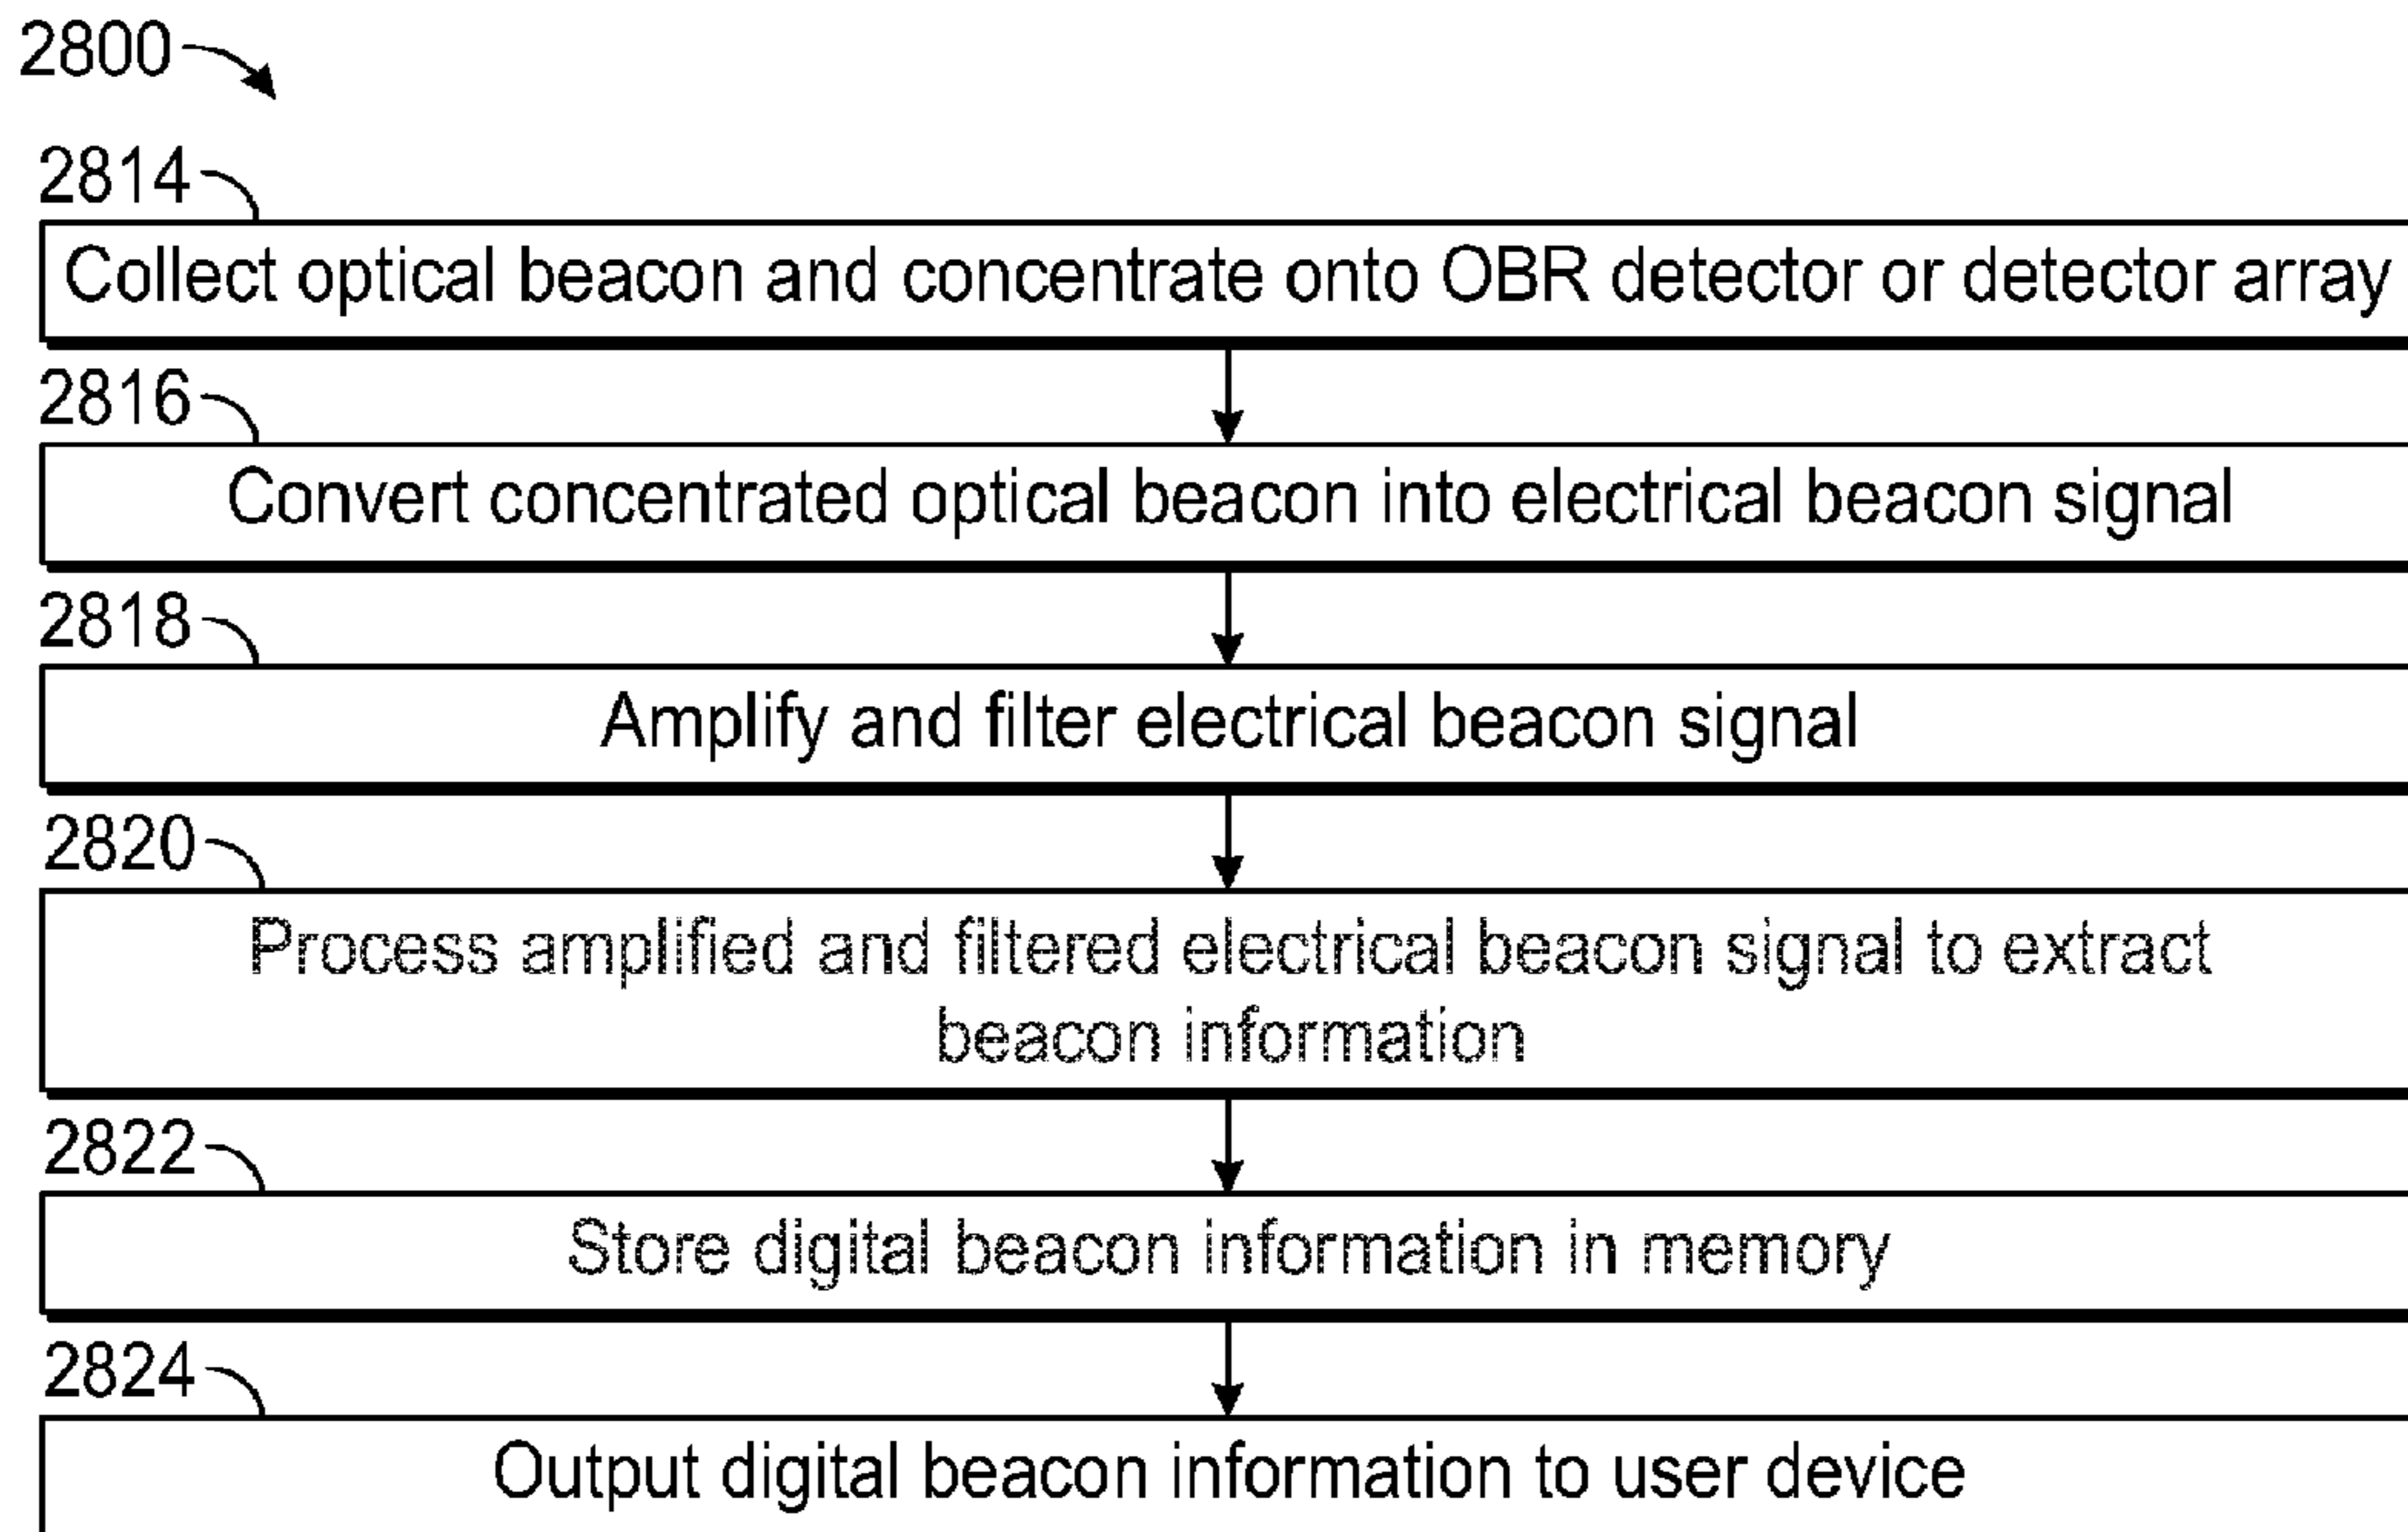 2800
2814
Collect optical beacon and concentrate onto OBR detector or detector array
2816
Convert concentrated optical beacon into electrical beacon signal
2818
Amplify and filter electrical beacon signal
2820
Process amplified and filtered electrical beacon signal to extract
beacon information
2822
Store digital beacon information in memory
2824
Output digital beacon information to user device